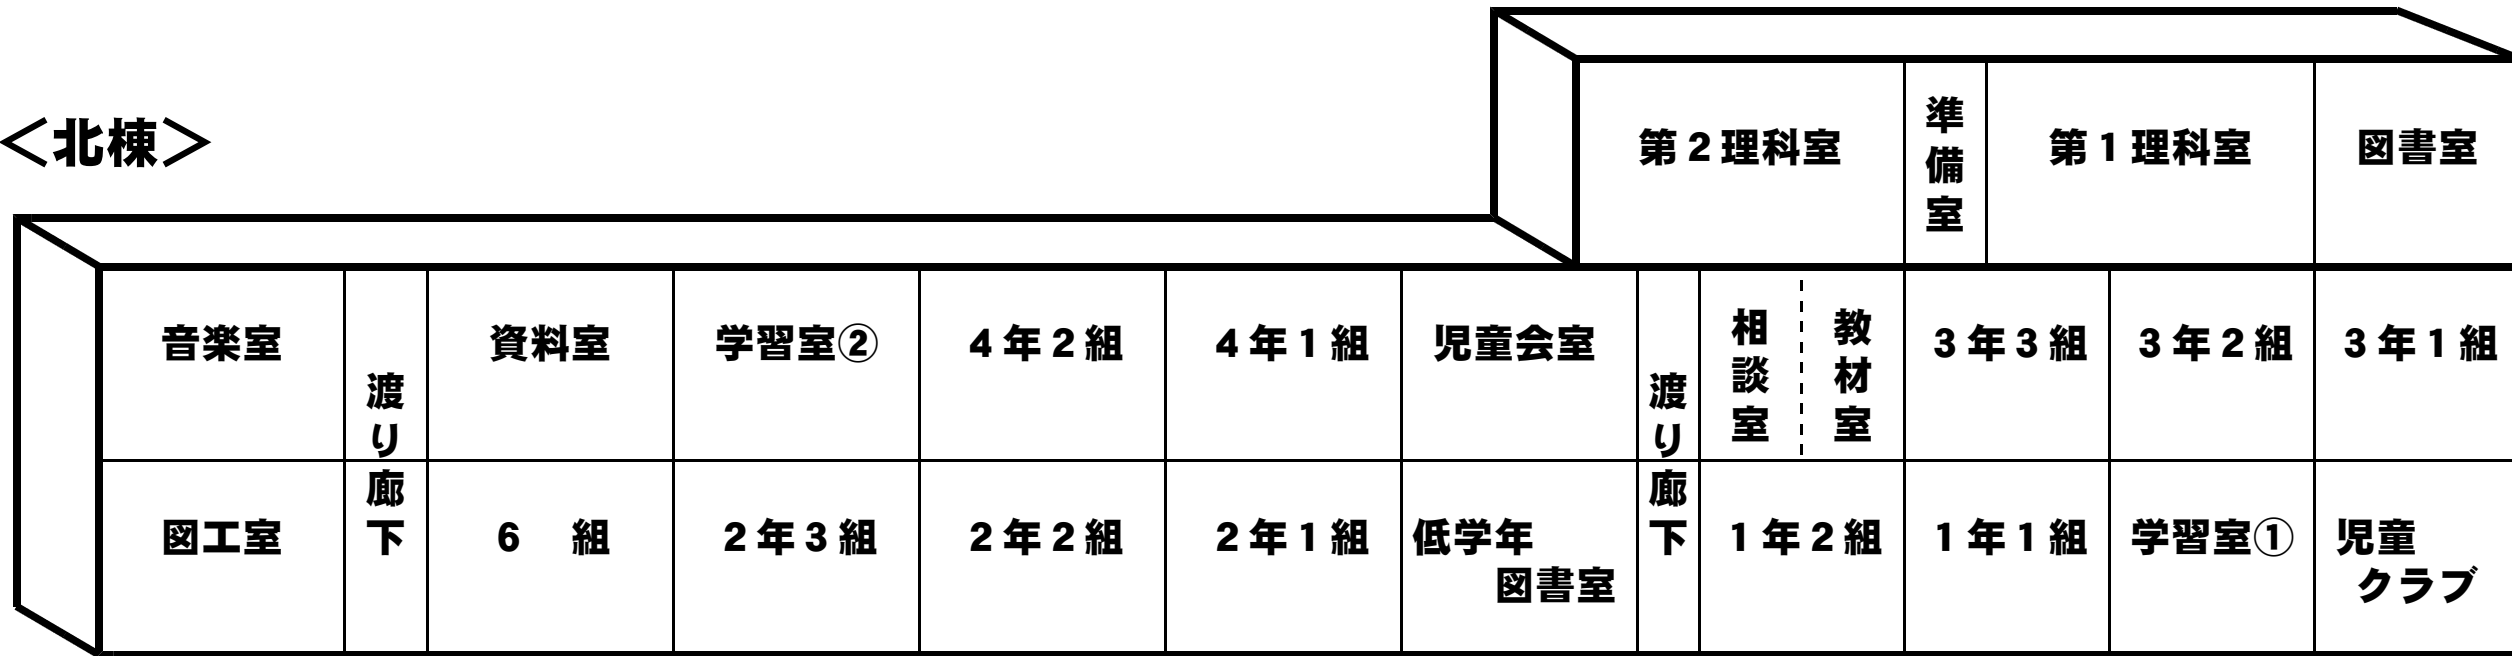 ＜北棟＞
第２理科室
準備室
第１理科室
図書室
音楽室
渡り廊下
資料室
学習室②
４年２組
４年１組
児童会室
渡り廊下
相談室
教材室
３年３組
３年２組
３年１組
図工室
６　組
２年３組
２年２組
２年１組
低学年
図書室
１年２組
１年１組
学習室①
児童
クラブ